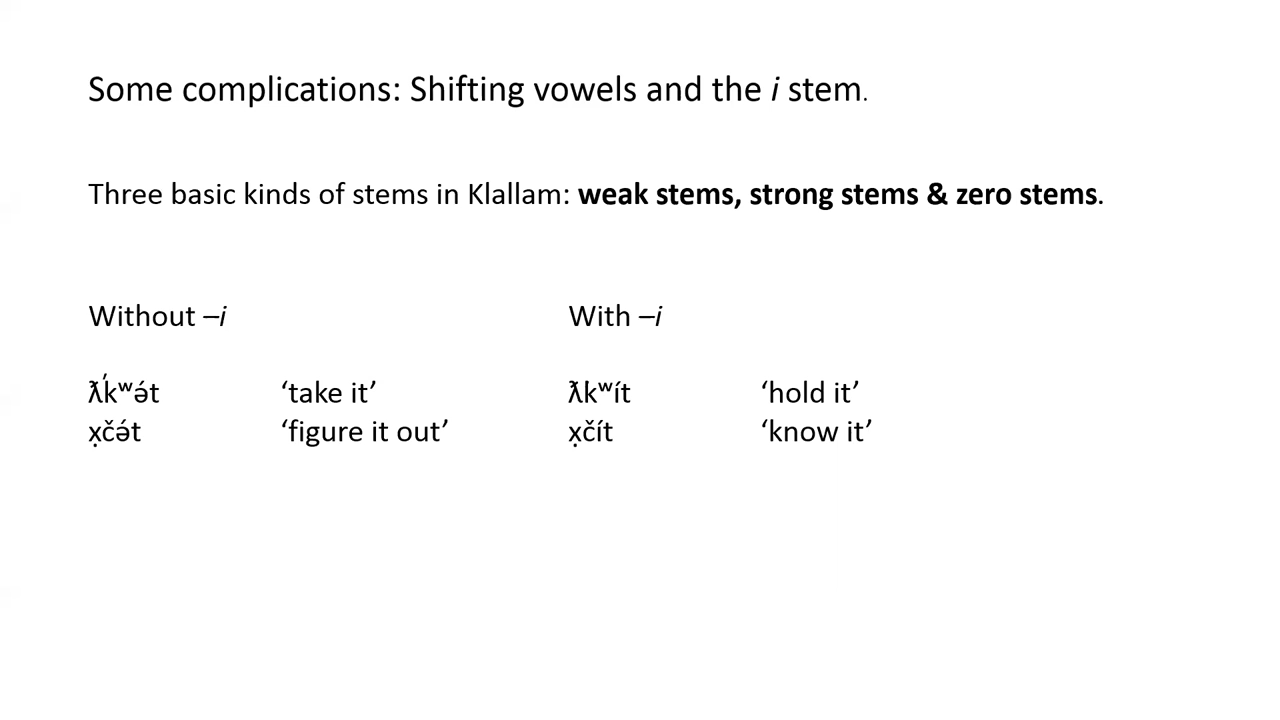 Some complications: Shifting vowels and the i stem.
Three basic kinds of stems in Klallam: weak stems, strong stems & zero stems.
Without –i With –i
ƛ̓kʷə́t ‘take it’ ƛkʷít ‘hold it’
x̣čə́t ‘figure it out’ x̣čít ‘know it’